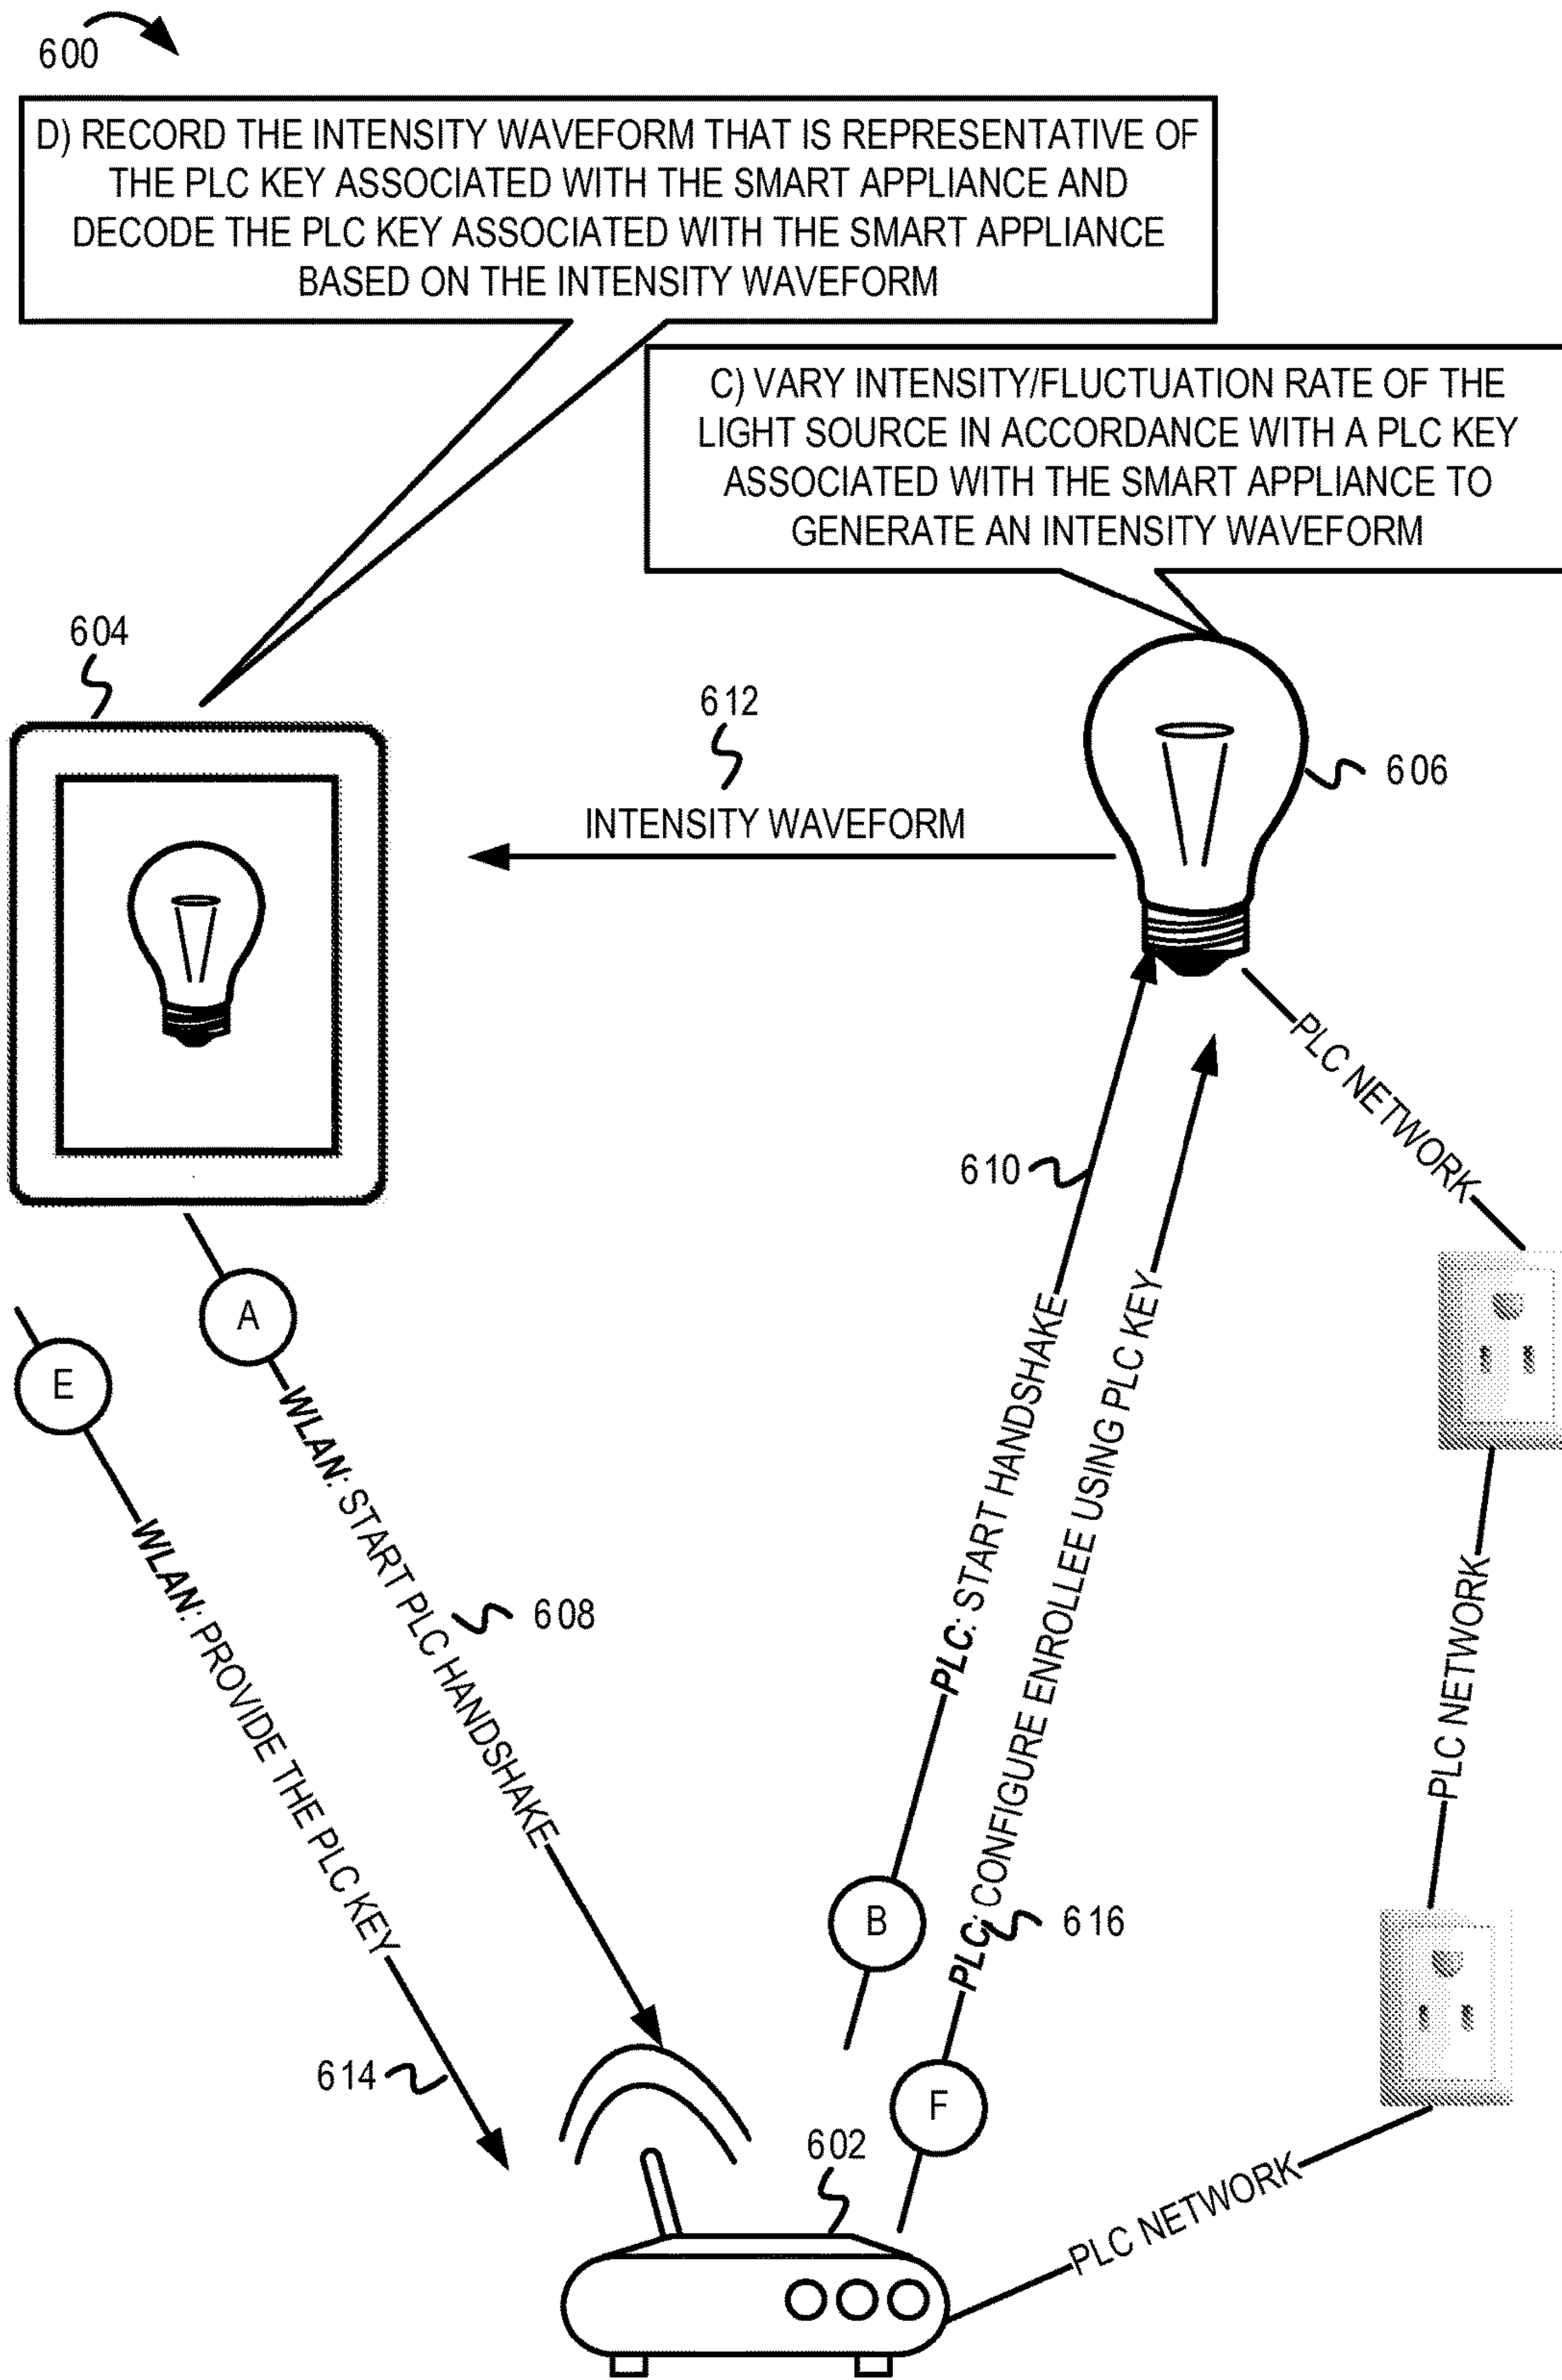 600
D) RECORD THE INTENSITY WAVEFORM THAT IS REPRESENTATIVE OF
THE PLC KEY ASSOCIATED WITH THE SMART APPLIANCE AND
DECODE THE PLC KEY ASSOCIATED WITH THE SMART APPLIANCE
BASED ON THE INTENSITY WAVEFORM
C) VARY INTENSITY/FLUCTUATION RATE OF THE
LIGHT SOURCE IN ACCORDANCE WITH A PLC KEY
ASSOCIATED WITH THE SMART APPLIANCE TO
GENERATE AN INTENSITY WAVEFORM
604
612
606
INTENSITY WAVEFORM
PLC NETWORK
610
A
E
WLAN: START PLC HANDSHAKE
608
WLAN: PROVIDE THE PLC KEY
614
PLC: START HANDSHAKE
B
PLC: CONFIGURE ENROLLEE USING PLC KEY
616
F
PLC NETWORK
602
PLC NETWORK